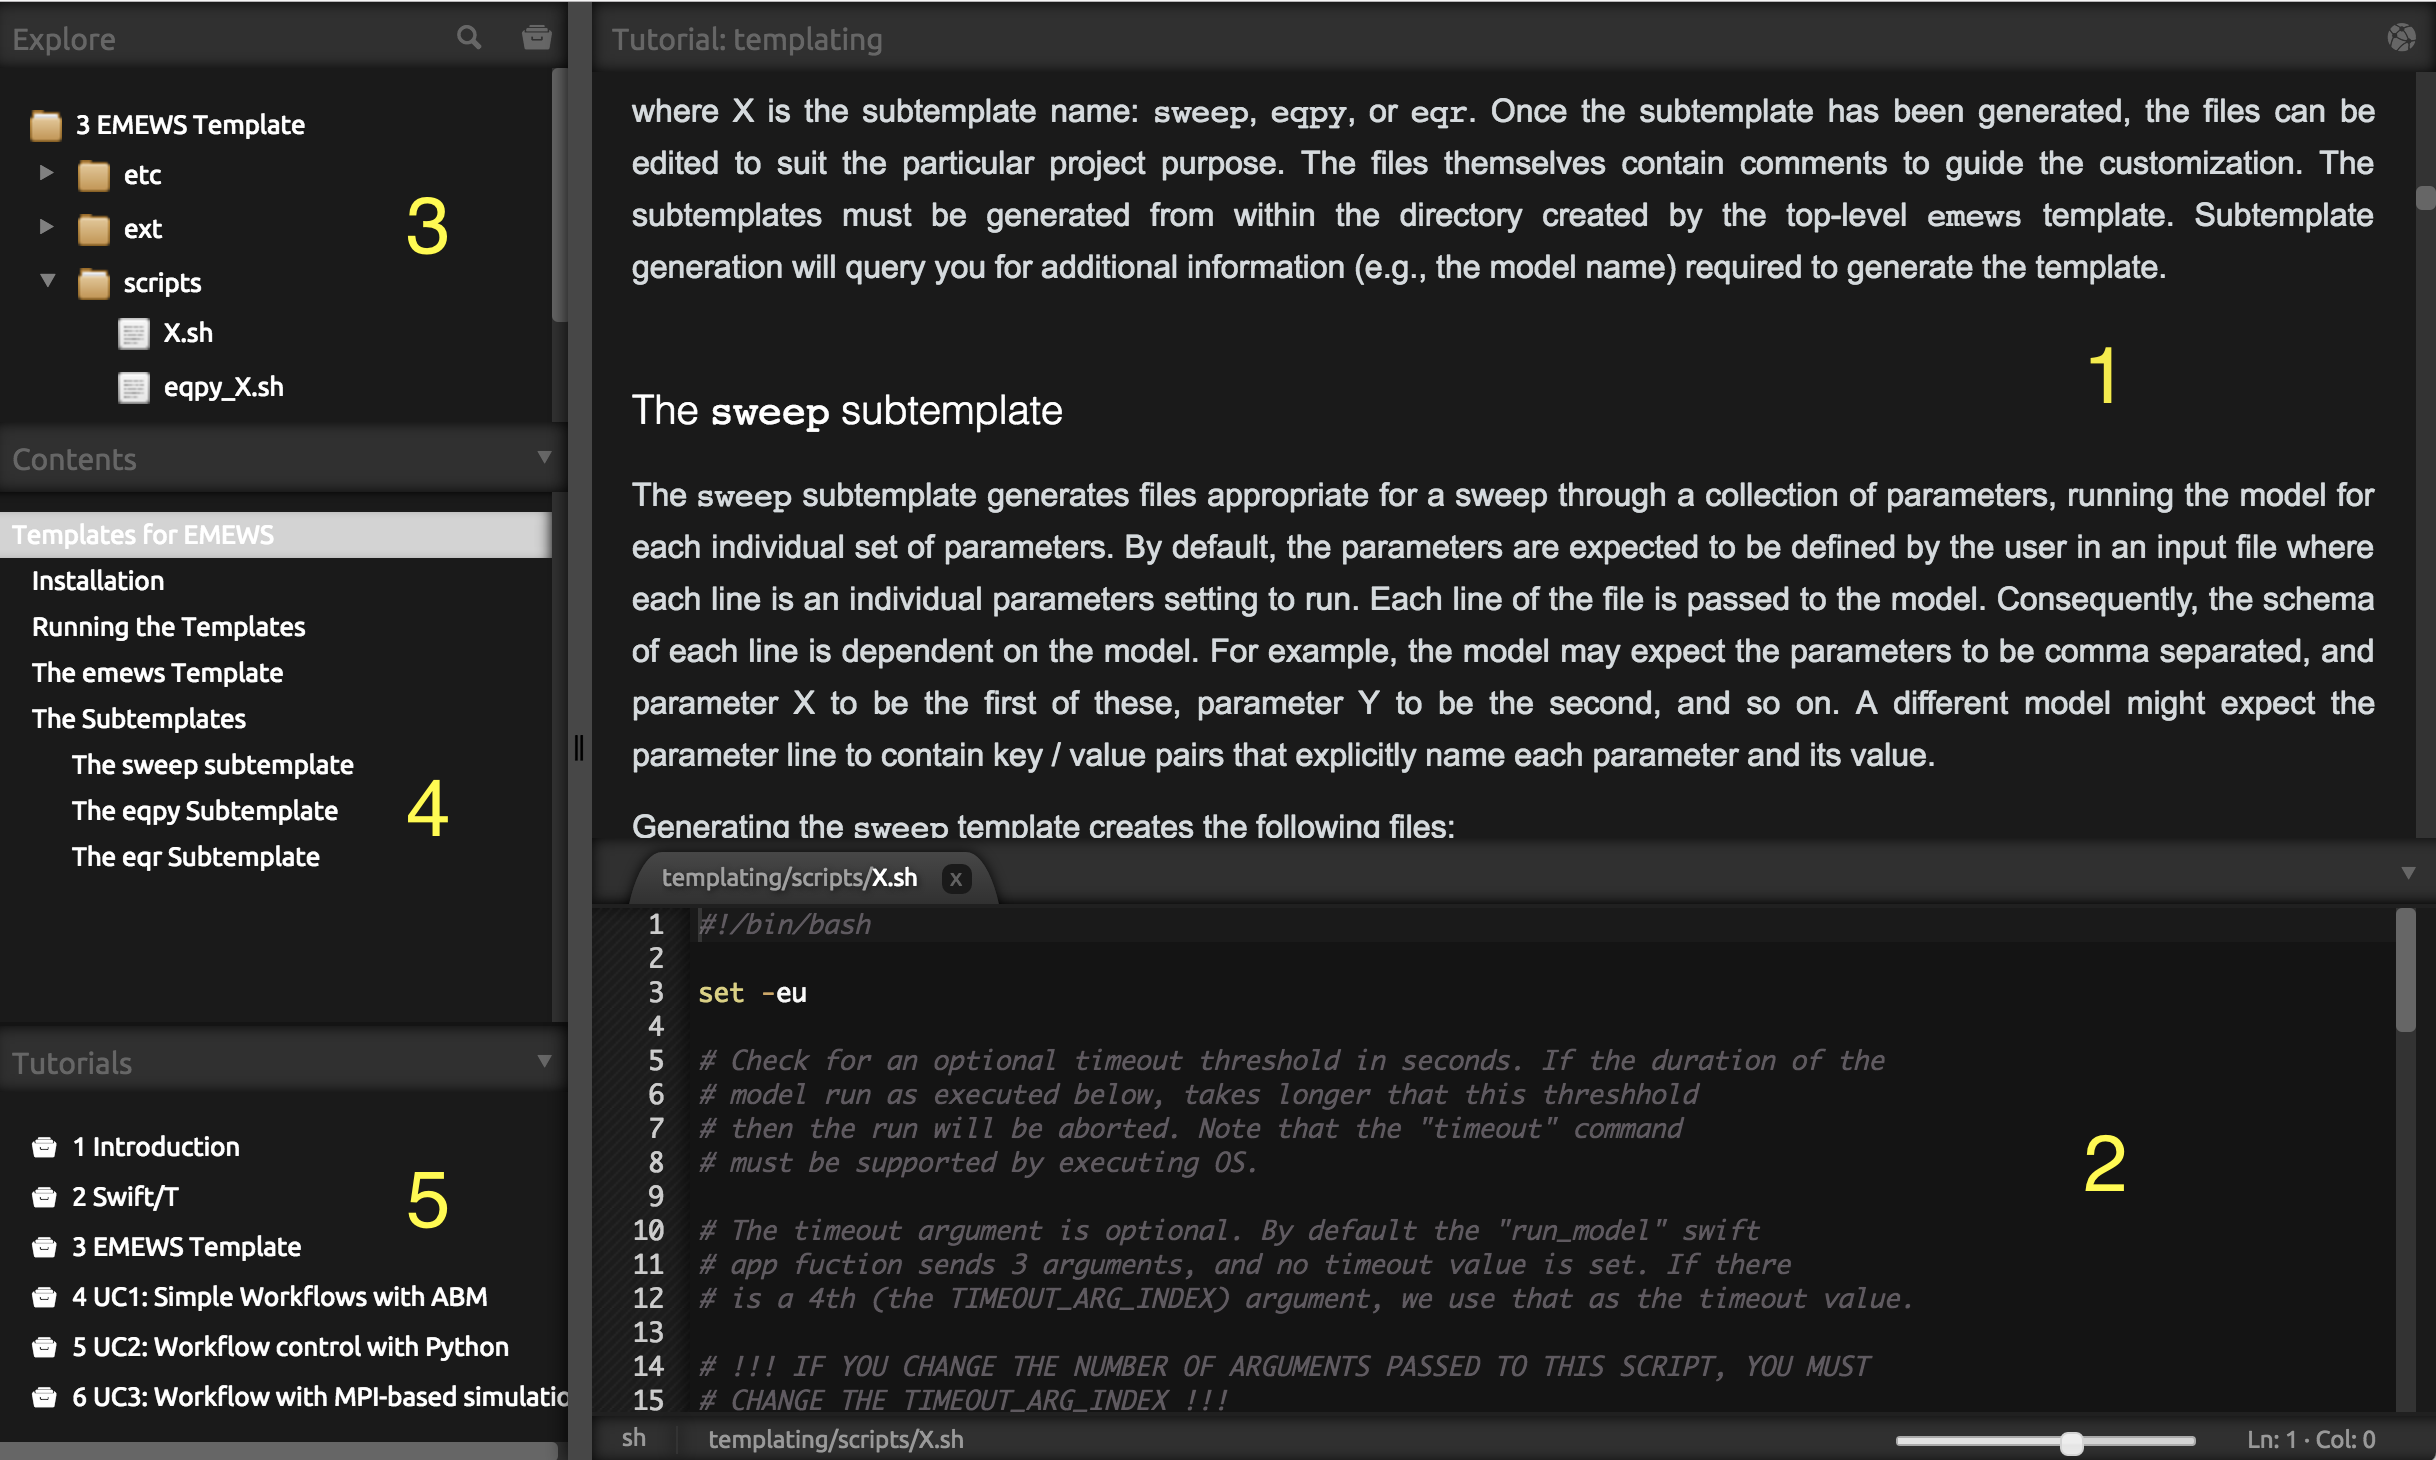 Explore
3 EMEWS Template
etc
ext
3
scripts
X.sh
eqpy_X.sh
Contents
Templates for EMEWS
Installation
Running the Templates
The emews Template
The Subtemplates
The sweep subtemplate
The eqpy Subtemplate
4
The eqr Subtemplate
Tutorials
1 Introduction
2 Swift/T
5
3 EMEWS Template
4 UC1: Simple Workflows with ABM
5 UC2: Workflow control with Python
6 UC3: Workflow with MPI-based simulatio
Tutorial: templating
where X is the subtemplate name: sweep, eqpy, or eqr. Once the subtemplate has been generated, the files can be
edited to suit the particular project purpose. The files themselves contain comments to guide the customization. The
subtemplates must be generated from within the directory created by the top-level emews template. Subtemplate
generation will query you for additional information (e.g., the model name) required to generate the template.
1
The sweep subtemplate
The sweep subtemplate generates files appropriate for a sweep through a collection of parameters, running the model for
each individual set of parameters. By default, the parameters are expected to be defined by the user in an input file where
each line is an individual parameters setting to run. Each line of the file is passed to the model. Consequently, the schema
of each line is dependent on the model. For example, the model may expect the parameters to be comma separated, and
parameter X to be the first of these, parameter Y to be the second, and so on. A different model might expect the
parameter line to contain key / value pairs that explicitly name each parameter and its value.
Generating the sweep template creates the following files:
templating/scripts/X.sh x
1 #!/bin/bash
2
3 set -eu
4
5 # Check for an optional timeout threshold in seconds. If the duration of the
6 # model run as executed below, takes longer that this threshhold
7 # then the run will be aborted. Note that the "timeout" command
8 # must be supported by executing OS.
2
9
10 # The timeout argument is optional. By default the "run_model" swift
11 # app fuction sends 3 arguments, and no timeout value is set. If there
12 # is a 4th (the TIMEOUT_ARG_INDEX) argument, we use that as the timeout value.
13
14 # !!! IF YOU CHANGE THE NUMBER OF ARGUMENTS PASSED TO THIS SCRIPT, YOU MUST
15 # CHANGE THE TIMEOUT_ARG_INDEX !!!
sh templating/scripts/X.sh Ln: 1 · Col: 0